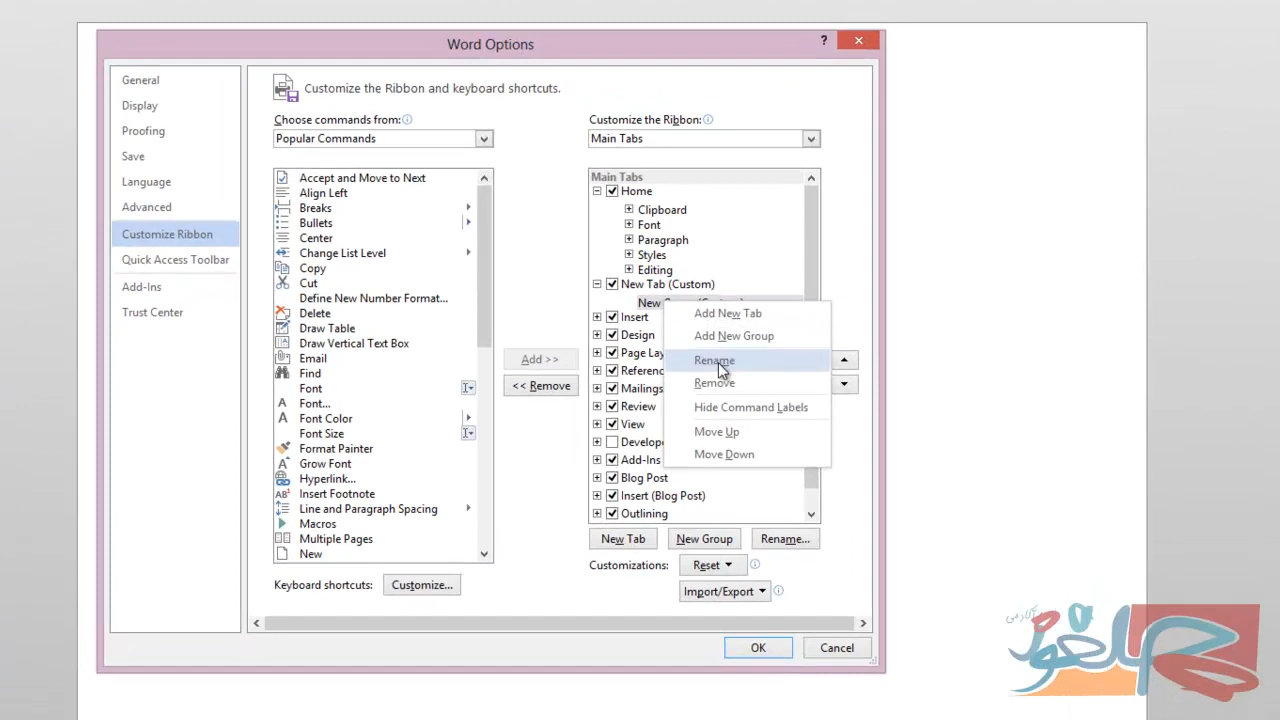 Word Options
?
General
Display
Proofing
Save
Language
Advanced
Customize Ribbon
Quick Access Toolbar
Add-Ins
Trust Center
Customize the Ribbon and keyboard shortcuts.
Choose commands from:
Popular Commands
Accept and Move to Next
Align Left
Breaks
Bullets
Center
Change List Level
Copy
Cut
Define New Number Format...
Delete
Draw Table
Draw Vertical Text Box
Email
Find
Font
Font...
Font Color
Font Size
Format Painter
Grow Font
Hyperlink...
Insert Footnote
Line and Paragraph Spacing
Macros
Multiple Pages
New
Keyboard shortcuts: Customize...
Add >>
<< Remove
Customize the Ribbon:
Main Tabs
Main Tabs
Home
Clipboard
Font
Paragraph
Styles
Editing
New Tab (Custom)
New
Insert
Design
Page Lay
Referenc
Mailings
Review
View
Develope
Add-Ins
Blog Post
Insert (Blog Post)
Outlining
Add New Tab
Add New Group
Rename
Remove
Hide Command Labels
Move Up
Move Down
New Tab New Group Rename...
Customizations: Reset
Import/Export
OK Cancel